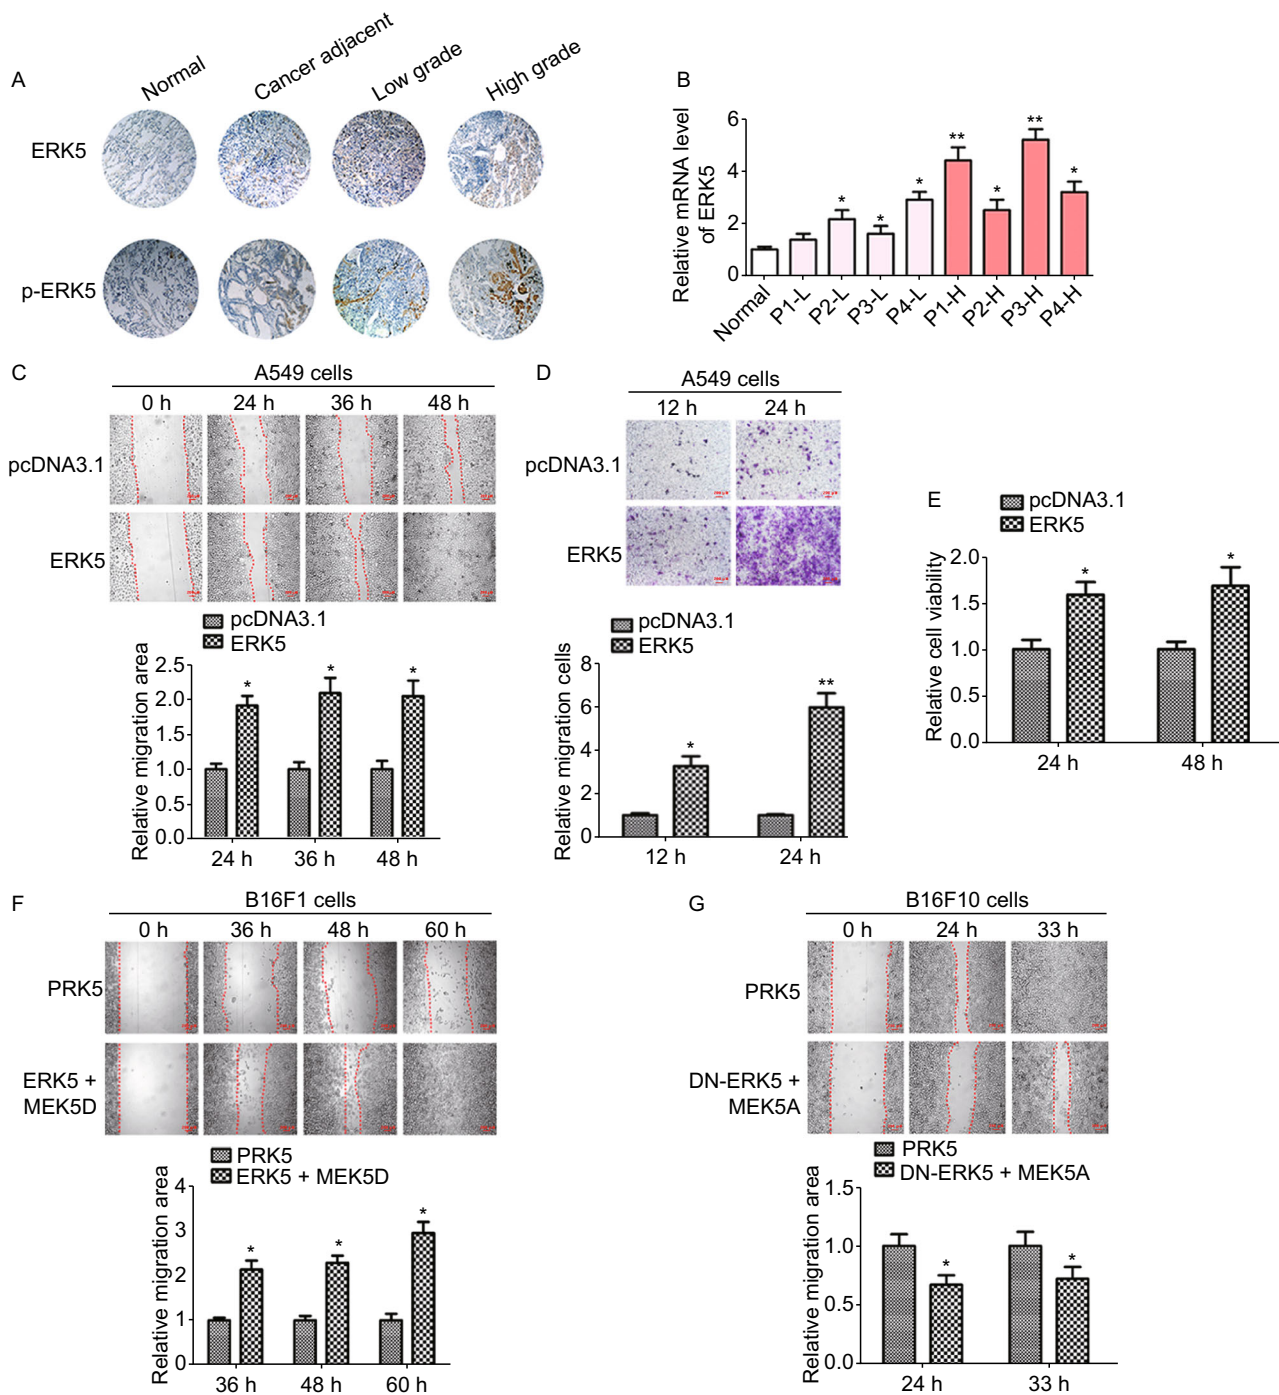 A
Normal
Cancer adjacent
Low grade
High grade
ERK5
p-ERK5
B
Relative mRNA level
of ERK5
6
4
2
0
* * * ** * ** *
Normal
P1-L
P2-L
P3-L
P4-L
P1-H
P2-H
P3-H
P4-H
C
A549 cells
0 h 24 h 36 h 48 h
pcDNA3.1
ERK5
pcDNA3.1
ERK5
Relative migration area
2.5
2.0
1.5
1.0
0.5
0.0
* * *
24 h 36 h 48 h
D
A549 cells
12 h 24 h
pcDNA3.1
ERK5
pcDNA3.1
ERK5
Relative migration cells
8
6
4
2
0
* **
12 h 24 h
E
pcDNA3.1
ERK5
Relative cell viability
2.0
1.5
1.0
0.5
0.0
* *
24 h 48 h
F
B16F1 cells
0 h 36 h 48 h 60 h
PRK5
ERK5 +
MEK5D
PRK5
ERK5 + MEK5D
Relative migration area
4
3
2
1
0
* * *
36 h 48 h 60 h
G
B16F10 cells
0 h 24 h 33 h
PRK5
DN-ERK5 +
MEK5A
PRK5
DN-ERK5 + MEK5A
Relative migration area
1.5
1.0
0.5
0.0
* *
24 h 33 h